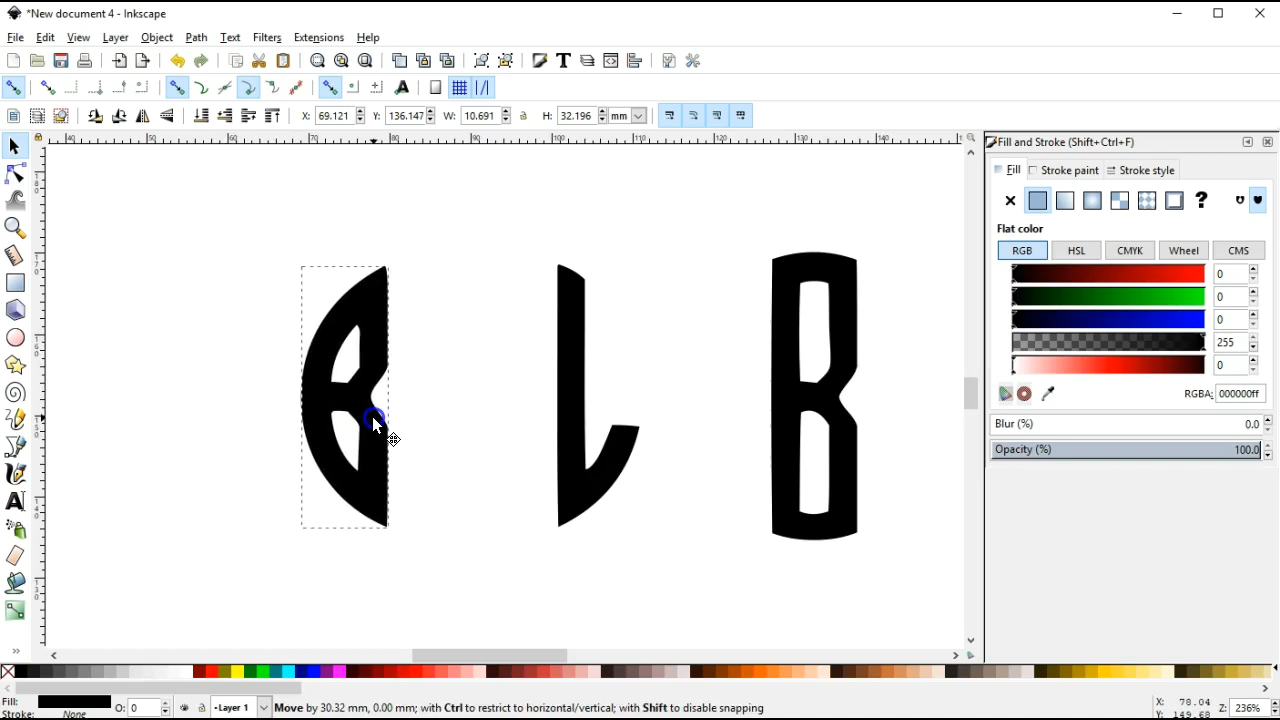 *New document 4 - Inkscape
File Edit View Layer Object Path Text Filters Extensions Help
X: 69.121 Y: 136.147 W: 10.691 H: 32.196 mm
Fill and Stroke (Shift+Ctrl+F)
Fill Stroke paint Stroke style
?
Flat color
RGB HSL CMYK Wheel CMS
0
0
0
255
0
RGBA: 000000ff
Blur (%) 0.0
Opacity (%) 100.0
B L B
Fill:
Stroke: None O: 0 -Layer 1 Move by 30.32 mm, 0.00 mm; with Ctrl to restrict to horizontal/vertical; with Shift to disable snapping X: 78.04 Z: 236%
Y: 149.68